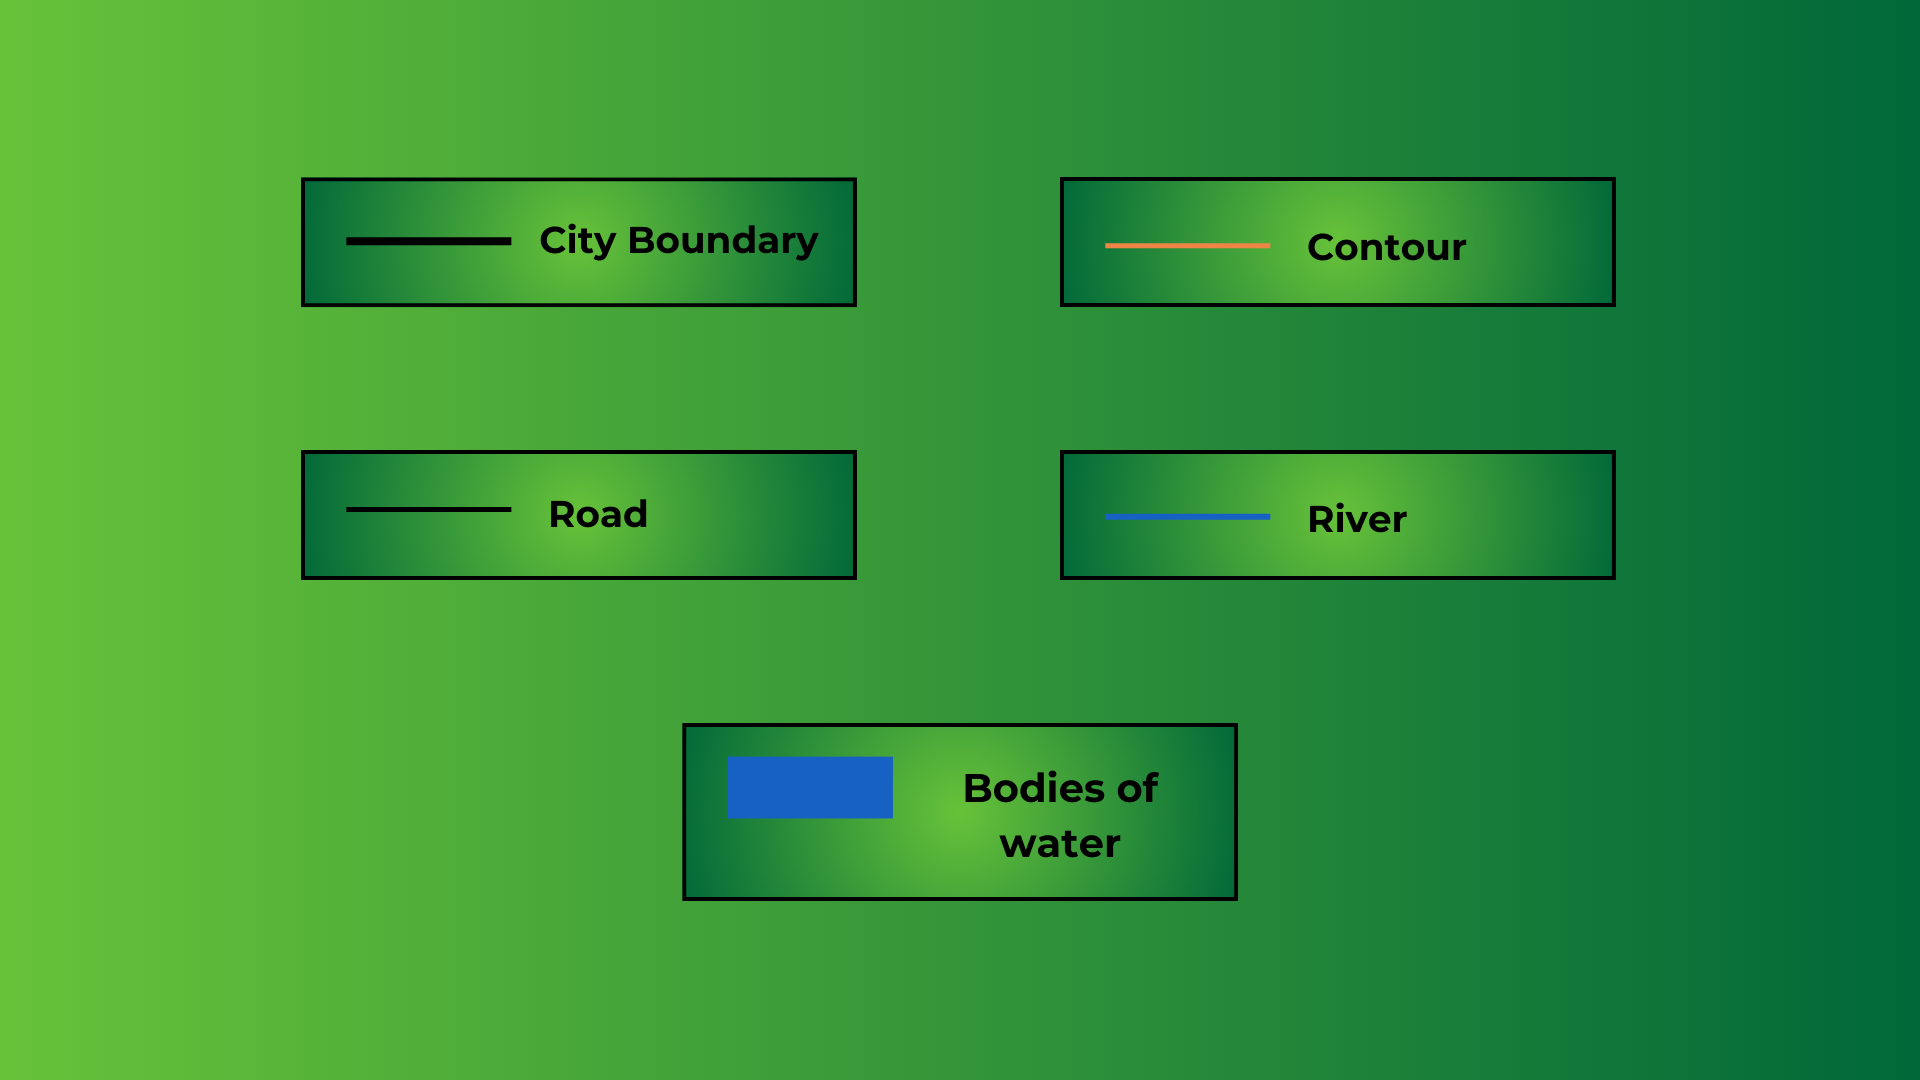 City Boundary
Contour
Road
River
Bodies of
water